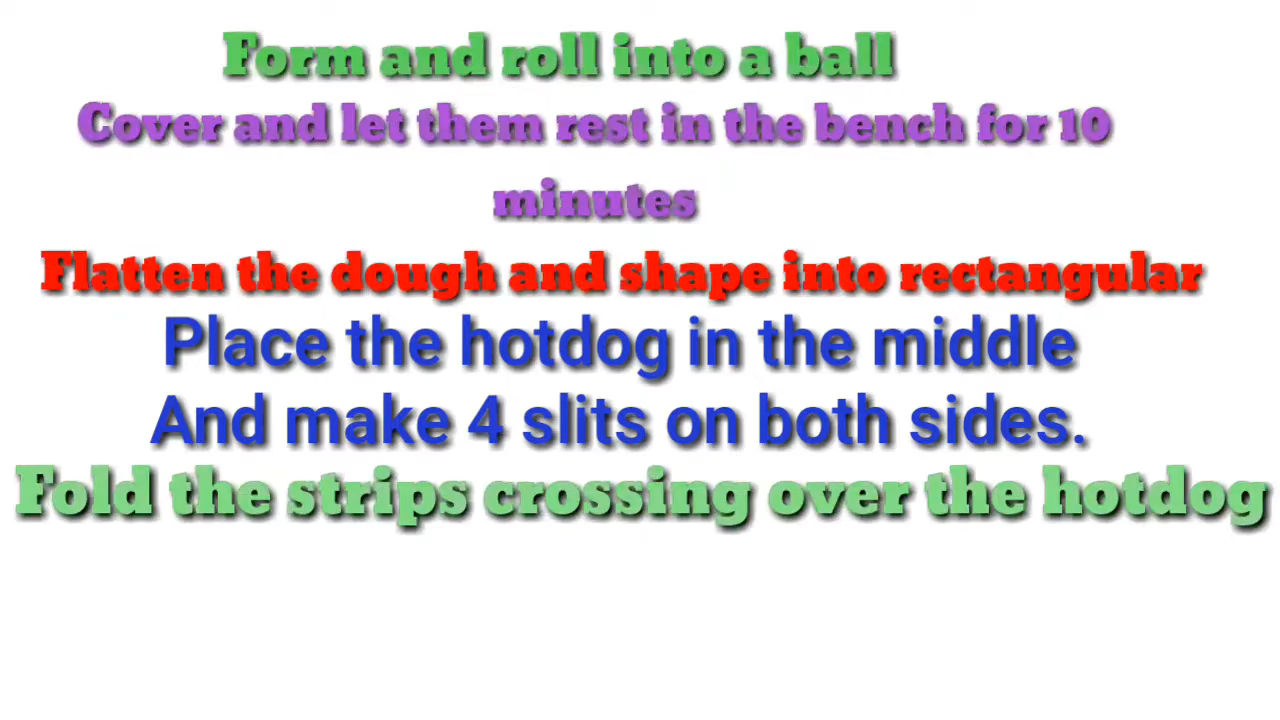 Form and roll into a ball
Cover and let them rest in the bench for 10
minutes
Flatten the dough and shape into rectangular
Place the hotdog in the middle
And make 4 slits on both sides.
Fold the strips crossing over the hotdog